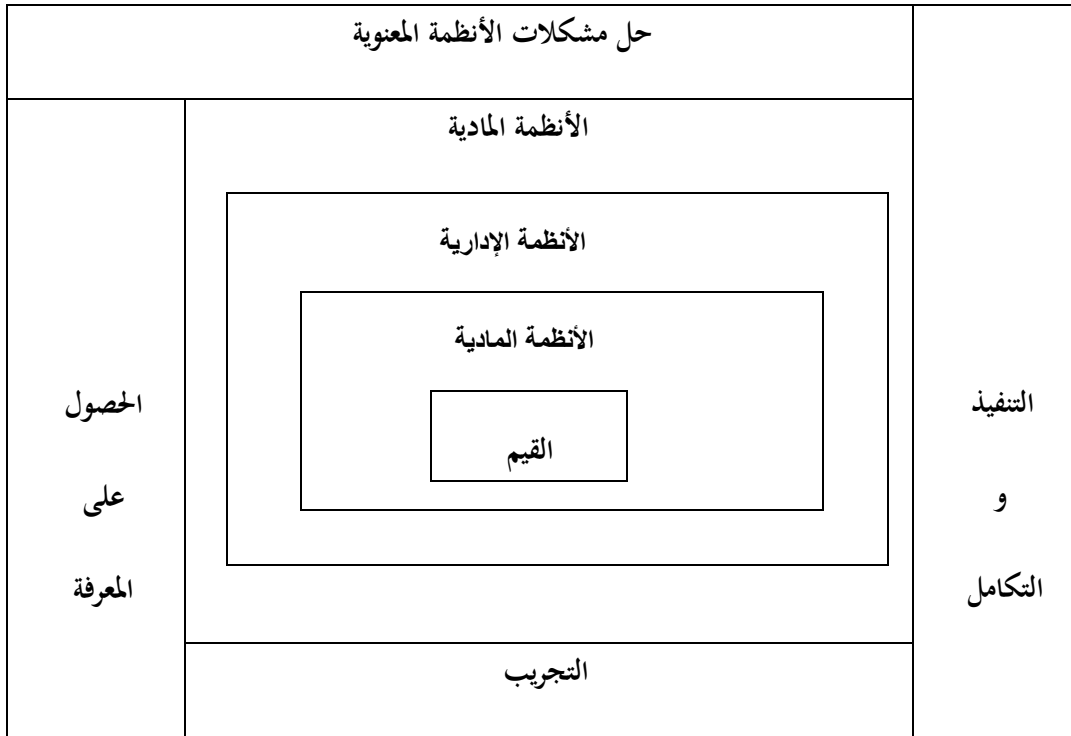 حل مشكلات الأنظمة المعنوية
الأنظمة المادية
الأنظمة الإدارية
الأنظمة المادية
القيم
التنفيذ
و
التكامل
الحصول
على
المعرفة
التجريب